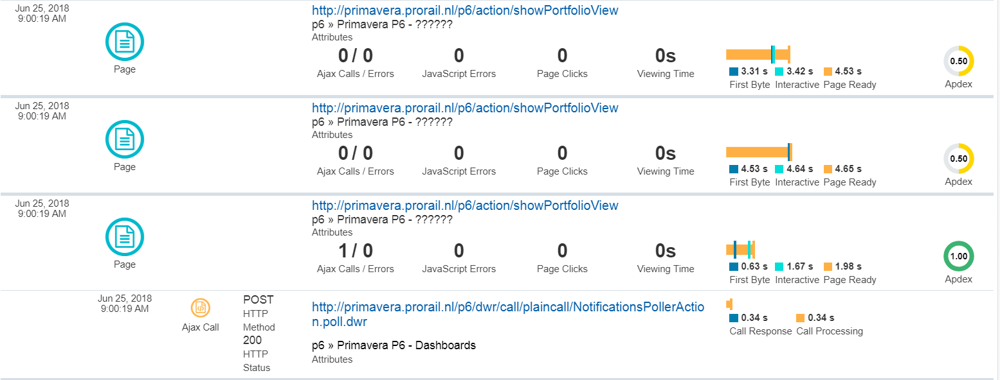 Jun 25, 2018
9:00:19 AM
Page
http://primavera.prorail.nl/p6/action/showPortfolioView
p6 » Primavera P6 - ??????
Attributes
0 / 0 0 0 0s
Ajax Calls / Errors JavaScript Errors Page Clicks Viewing Time
3.31 s 3.42 s 4.53 s
First Byte Interactive Page Ready
0.50
Apdex
Jun 25, 2018
9:00:19 AM
Page
http://primavera.prorail.nl/p6/action/showPortfolioView
p6 » Primavera P6 - ??????
Attributes
0 / 0 0 0 0s
Ajax Calls / Errors JavaScript Errors Page Clicks Viewing Time
4.53 s 4.64 s 4.65 s
First Byte Interactive Page Ready
0.50
Apdex
Jun 25, 2018
9:00:19 AM
Page
http://primavera.prorail.nl/p6/action/showPortfolioView
p6 » Primavera P6 - ??????
Attributes
1 / 0 0 0 0s
Ajax Calls / Errors JavaScript Errors Page Clicks Viewing Time
0.63 s 1.67 s 1.98 s
First Byte Interactive Page Ready
1.00
Apdex
Jun 25, 2018
9:00:19 AM
Ajax Call
POST
HTTP
Method
200
HTTP
Status
http://primavera.prorail.nl/p6/dwr/call/plaincall/NotificationsPollerActio
n.poll.dwr
p6 » Primavera P6 - Dashboards
Attributes
0.34 s 0.34 s
Call Response Call Processing